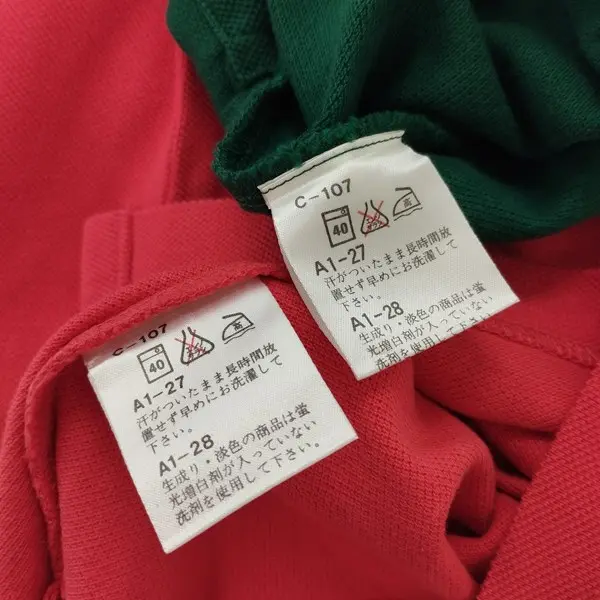 C-107
40
高
A1-27
汗がついたまま長時間放
置せず早めにお洗濯して
下さい。
A1-28
生成り・淡色の商品は蛍
光増白剤が入っていない
洗剤を使用して下さい。
C-107
40
高
A1-27
汗がついたまま長時間放
置せず早めにお洗濯して
下さい。
A1-28
生成り・淡色の商品は蛍
光増白剤が入っていない
洗剤を使用して下さい。